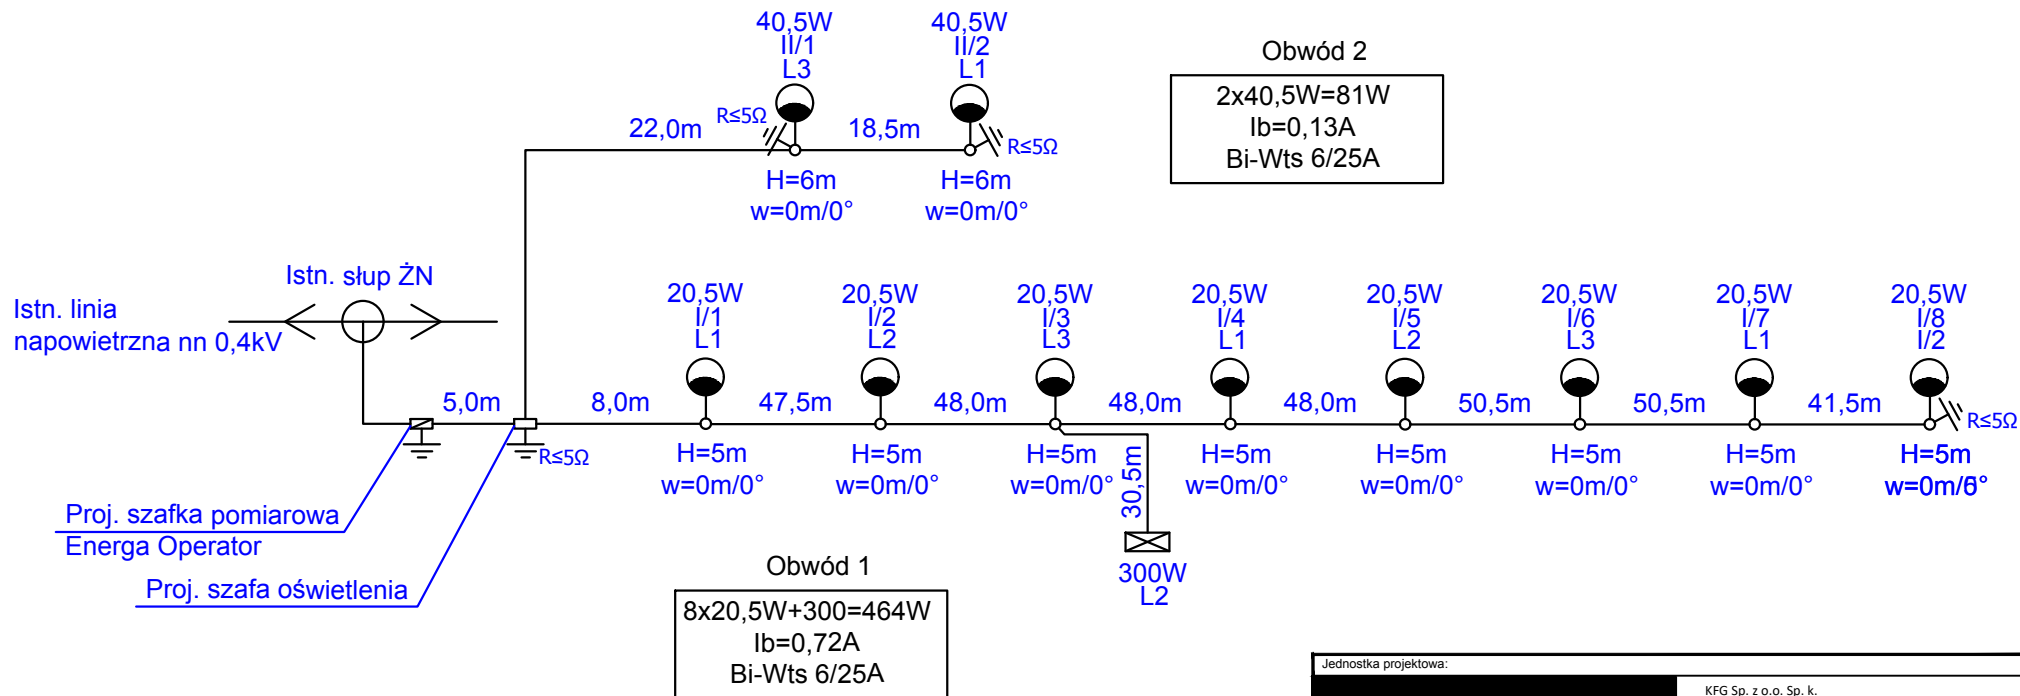 40,5W
II/1
L3
40,5W
II/2
L1
Obwód 2
2x40,5W=81W
Ib=0,13A
Bi-Wts 6/25A
22,0m
R≤5Ω
18,5m
R≤5Ω
H=6m
w=0m/0°
H=6m
w=0m/0°
Istn. słup ŻN
Istn. linia
napowietrzna nn 0,4kV
20,5W
I/1
L1
20,5W
I/2
L2
20,5W
I/3
L3
20,5W
I/4
L1
20,5W
I/5
L2
20,5W
I/6
L3
20,5W
I/7
L1
20,5W
I/8
I/2
5,0m
8,0m
47,5m
48,0m
48,0m
48,0m
50,5m
50,5m
41,5m
R≤5Ω
R≤5Ω
H=5m
w=0m/0°
H=5m
w=0m/0°
H=5m
w=0m/0°
H=5m
w=0m/0°
H=5m
w=0m/0°
H=5m
w=0m/0°
H=5m
w=0m/0°
H=5m
30,5m
300W
L2
Proj. szafka pomiarowa
Energa Operator
Proj. szafa oświetlenia
Obwód 1
8x20,5W+300=464W
Ib=0,72A
Bi-Wts 6/25A
Jednostka projektowa:
KFG Sp. z o.o. Sp. k.